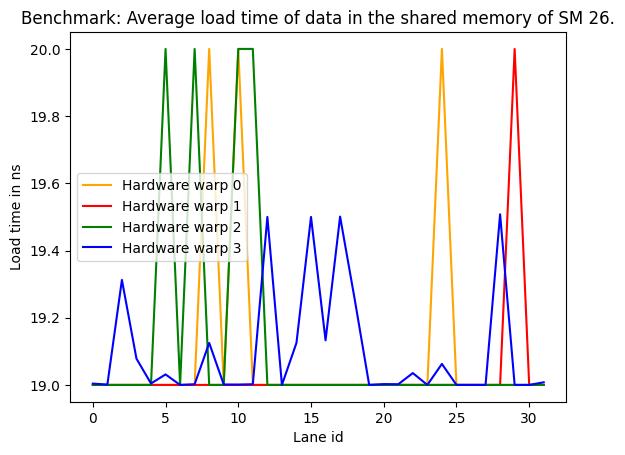 Benchmark: Average load time of data in the shared memory of SM 26.
Load time in ns
20.0
19.8
19.6
19.4
19.2
19.0
Hardware warp 0
Hardware warp 1
Hardware warp 2
Hardware warp 3
0 5 10 15 20 25 30
Lane id